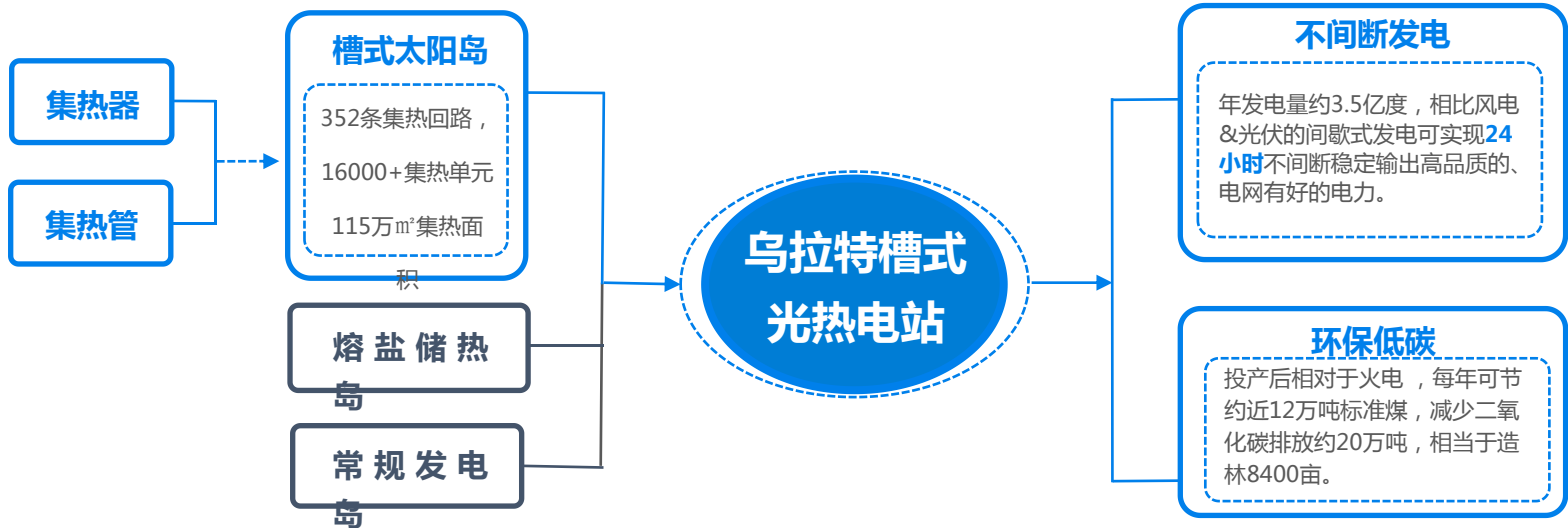 集热器
集热管
槽式太阳岛
352条集热回路，
16000+集热单元
115万㎡集热面
积
熔盐储热
岛
常规发电
岛
乌拉特槽式
光热电站
不间断发电
年发电量约3.5亿度，相比风电
&光伏的间歇式发电可实现24
小时不间断稳定输出高品质的、
电网有好的电力。
环保低碳
投产后相对于火电 ，每年可节
约近12万吨标准煤，减少二氧
化碳排放约20万吨，相当于造
林8400亩。